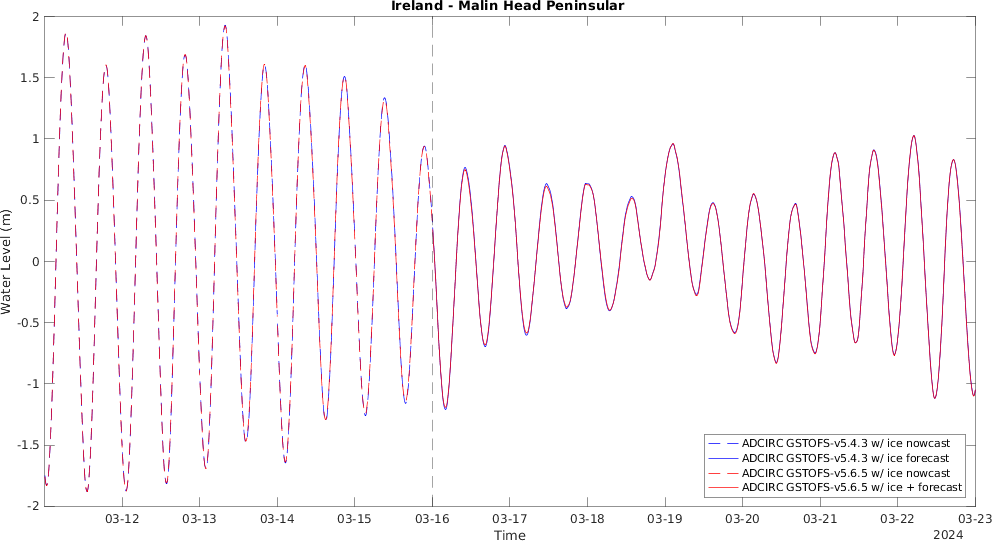 Ireland - Malin Head Peninsular
2
1.5
1
0.5
0
-0.5
-1
-1.5
-2
Water Level (m)
03-12 03-13 03-14 03-15 03-16 03-17 03-18 03-19 03-20 03-21 03-22 03-23
Time
2024
ADCIRC GSTOFS-v5.4.3 w/ ice nowcast
ADCIRC GSTOFS-v5.4.3 w/ ice forecast
ADCIRC GSTOFS-v5.6.5 w/ ice nowcast
ADCIRC GSTOFS-v5.6.5 w/ ice + forecast